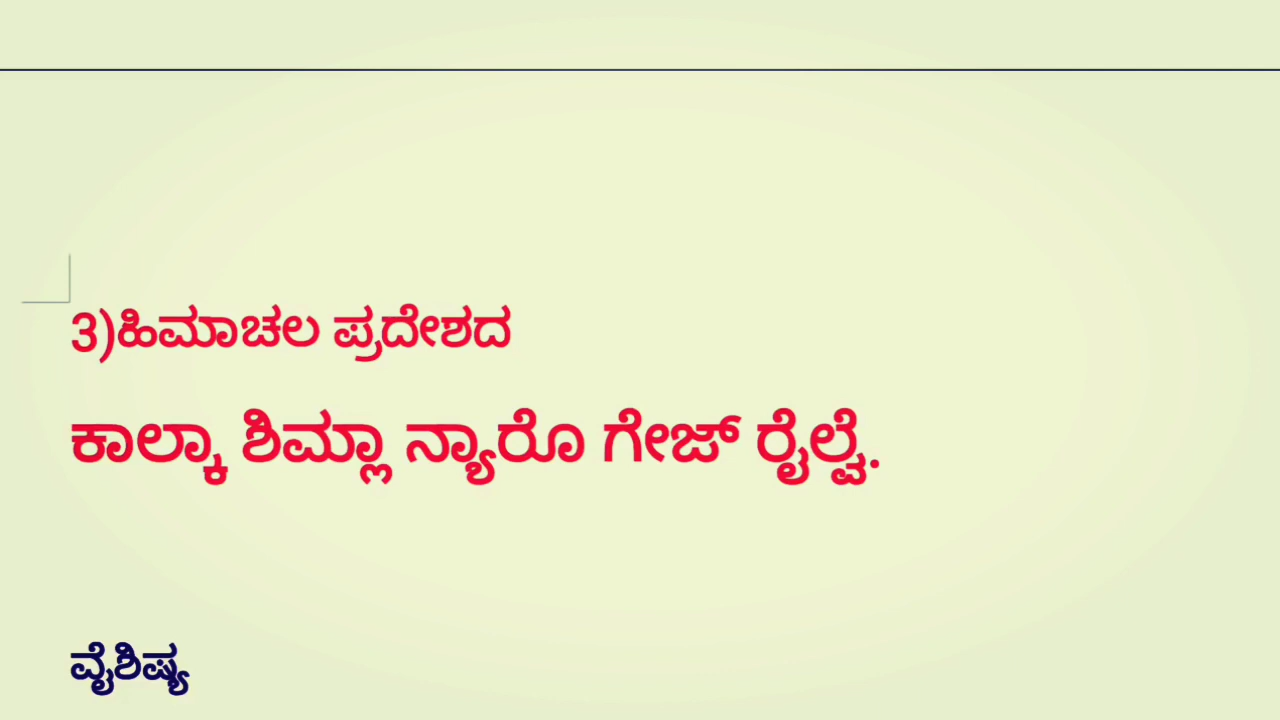 3)ಹಿಮಾಚಲ ಪ್ರದೇಶದ
ಕಾಲ್ಕಾ ಶಿಮ್ಲಾ ನ್ಯಾರೊ ಗೇಜ್ ರೈಲ್ವೆ.
ವೈಶಿಷ್ಯ